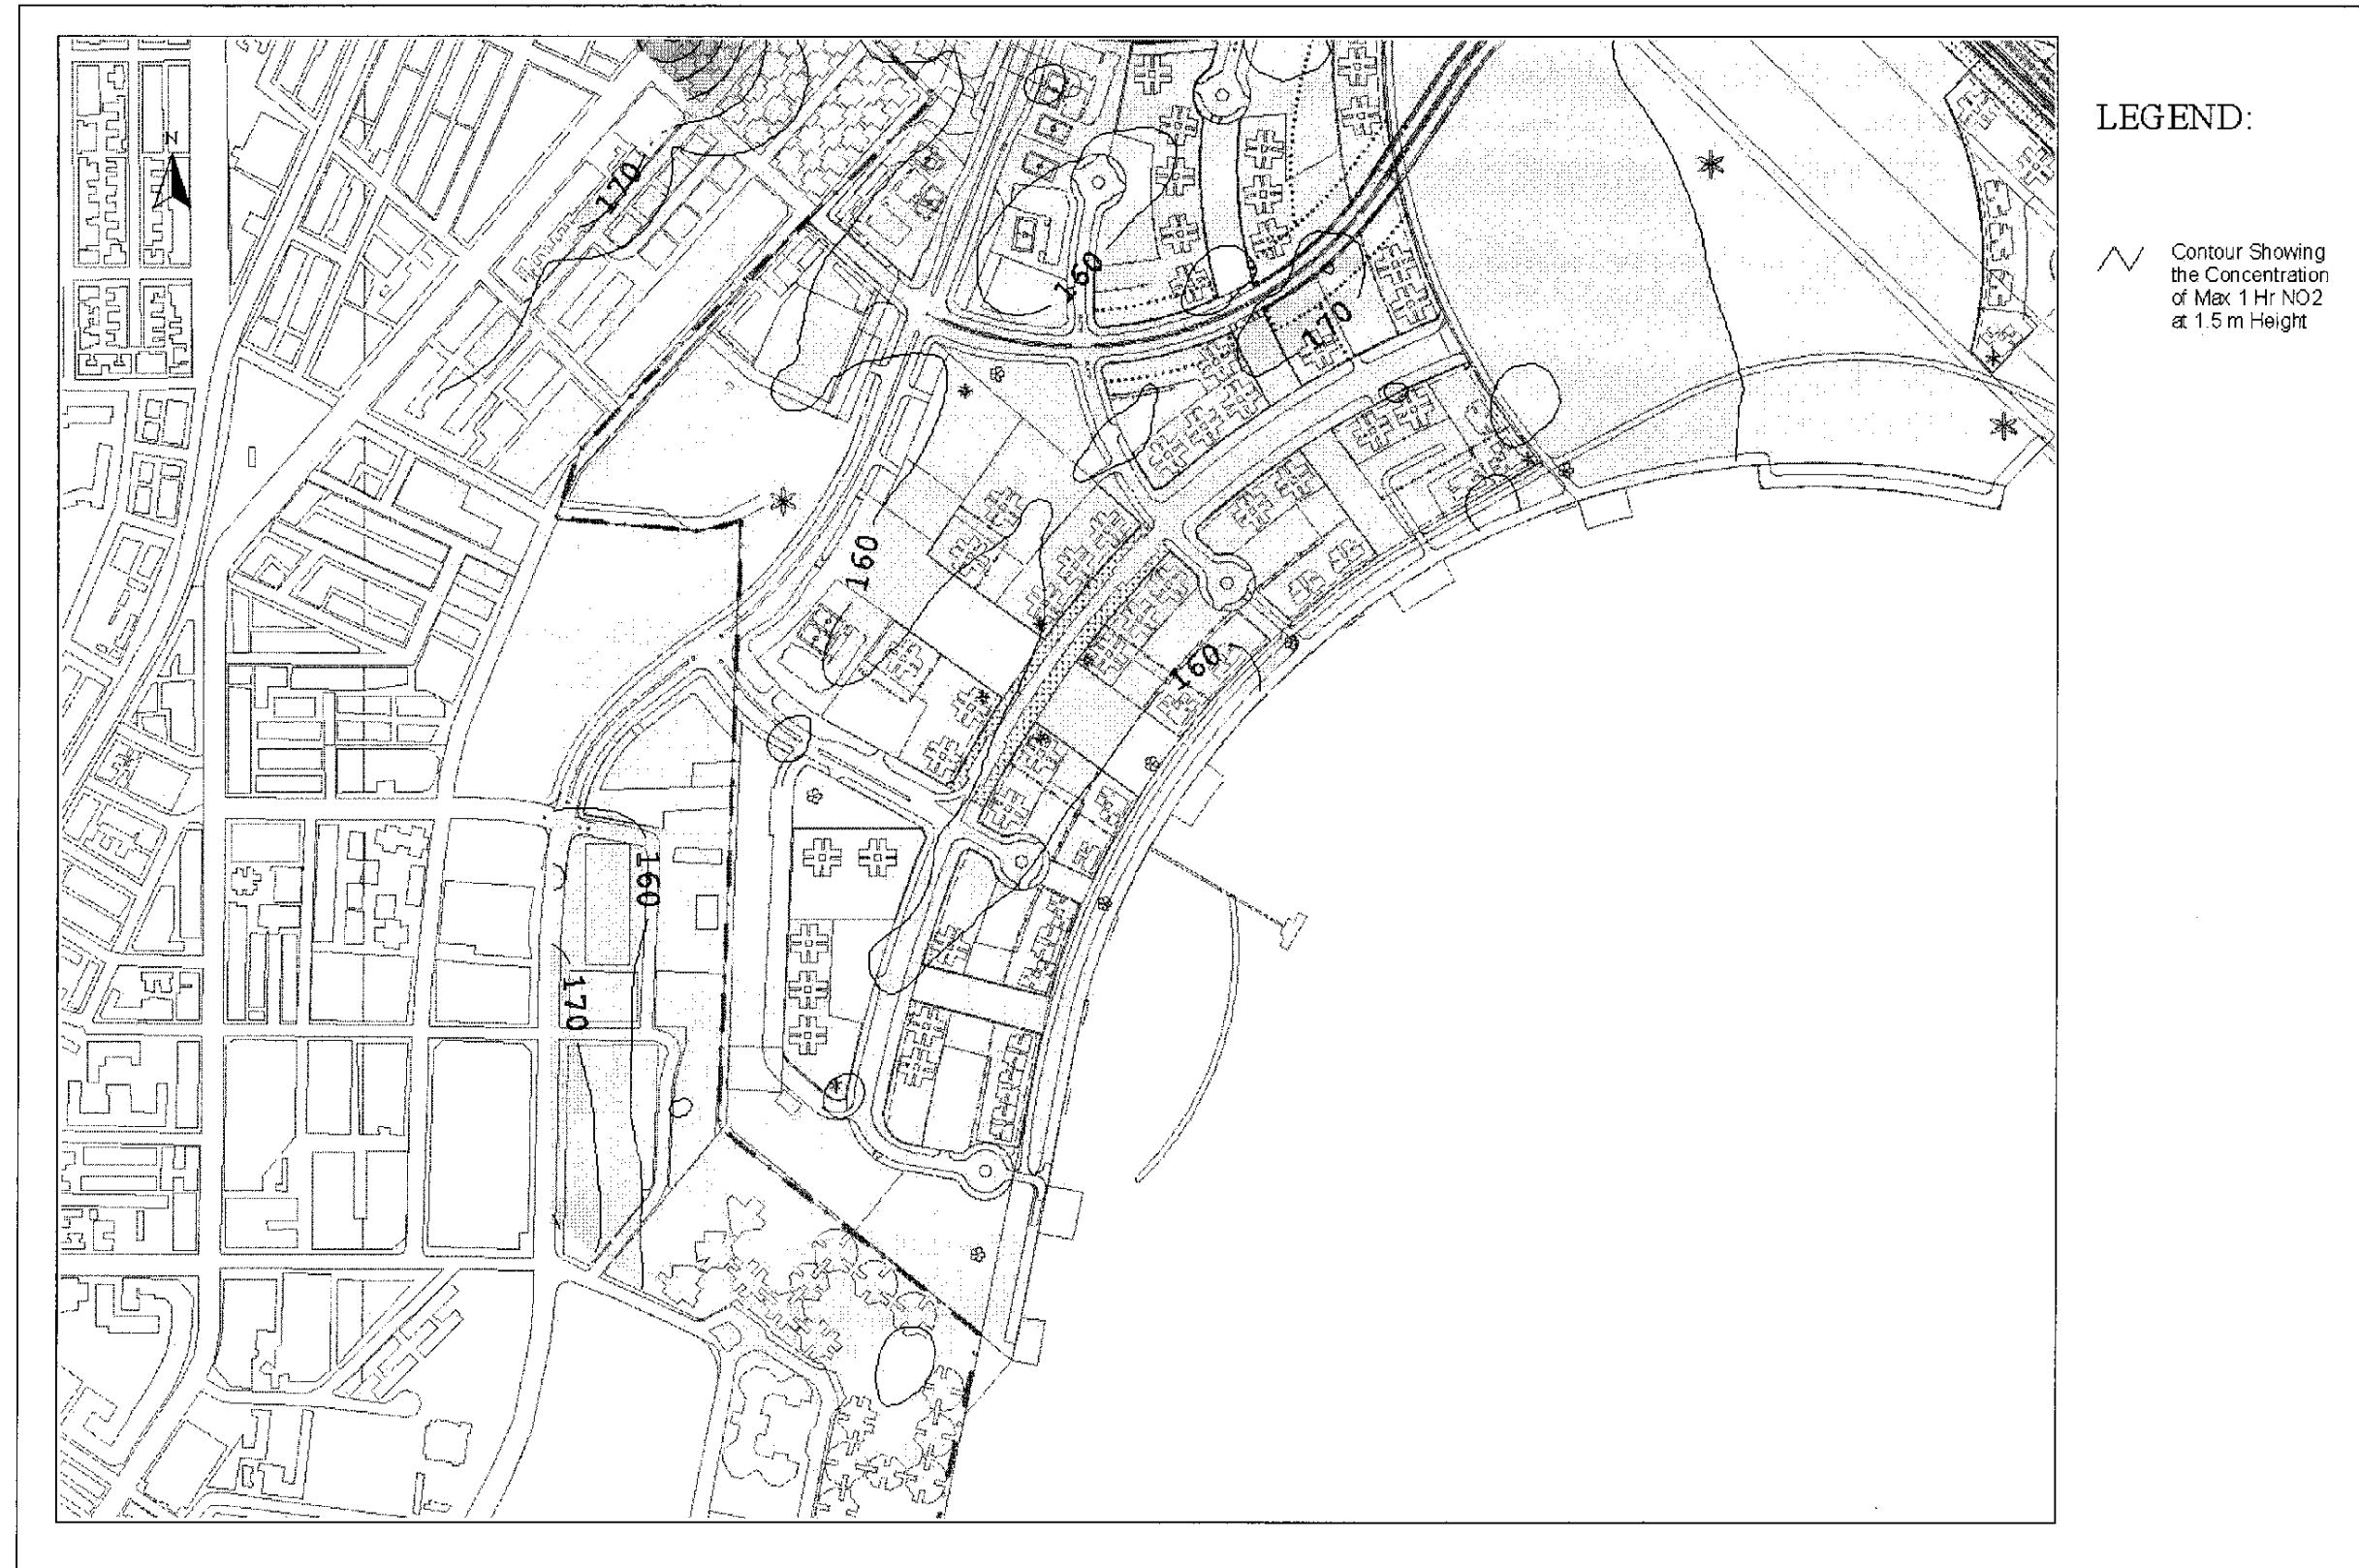 N
LEGEND:
Contour Showing
the Concentration
of Max 1 Hr NO2
at 1.5 m Height
170
160
170
160
160
160
170